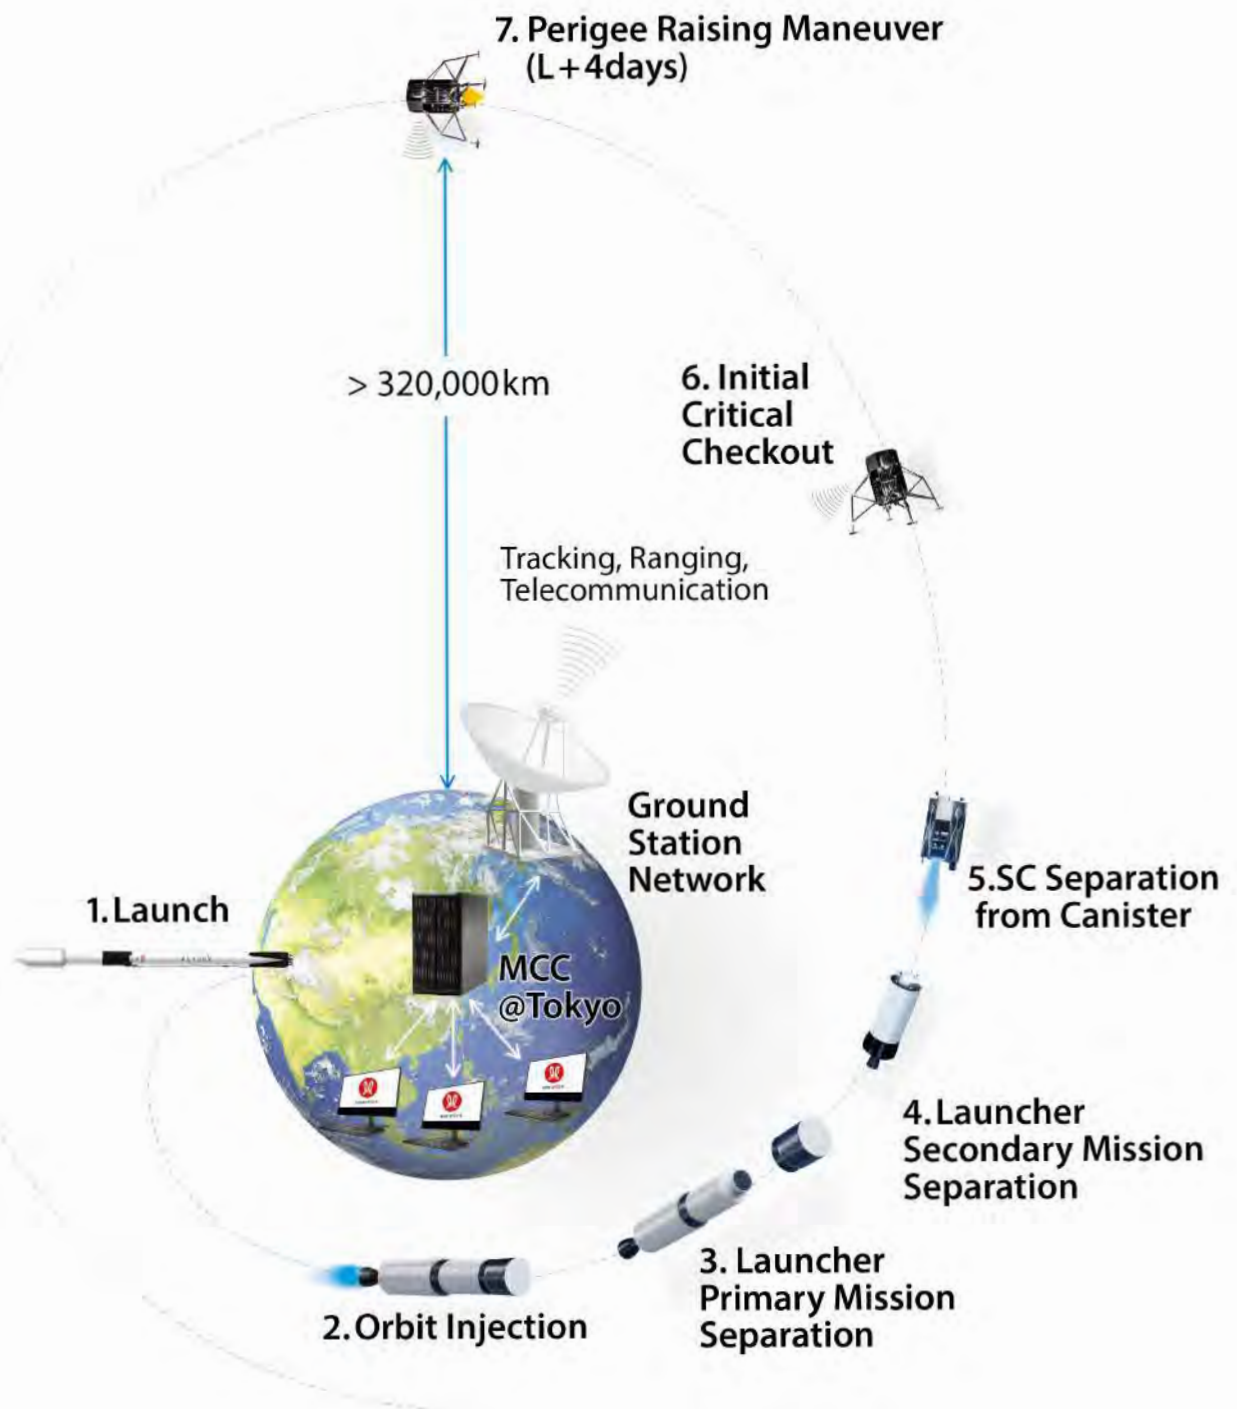 7. Perigee Raising Maneuver
(L+4days)
> 320,000km
6. Initial
Critical
Checkout
Tracking, Ranging,
Telecommunication
Ground
Station
Network
1. Launch
MCC
@Tokyo
5.SC Separation
from Canister
4. Launcher
Secondary Mission
Separation
3. Launcher
Primary Mission
Separation
2. Orbit Injection